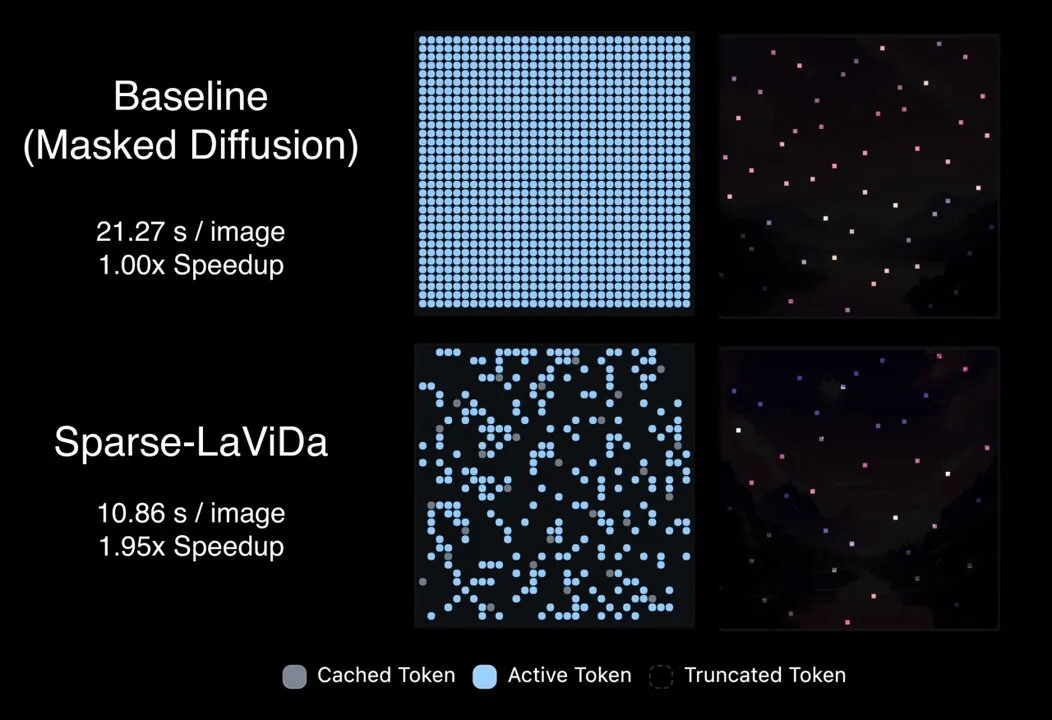 Baseline
(Masked Diffusion)
21.27 s / image
1.00x Speedup
Sparse-LaViDa
10.86 s / image
1.95x Speedup
Cached Token
Active Token
Truncated Token